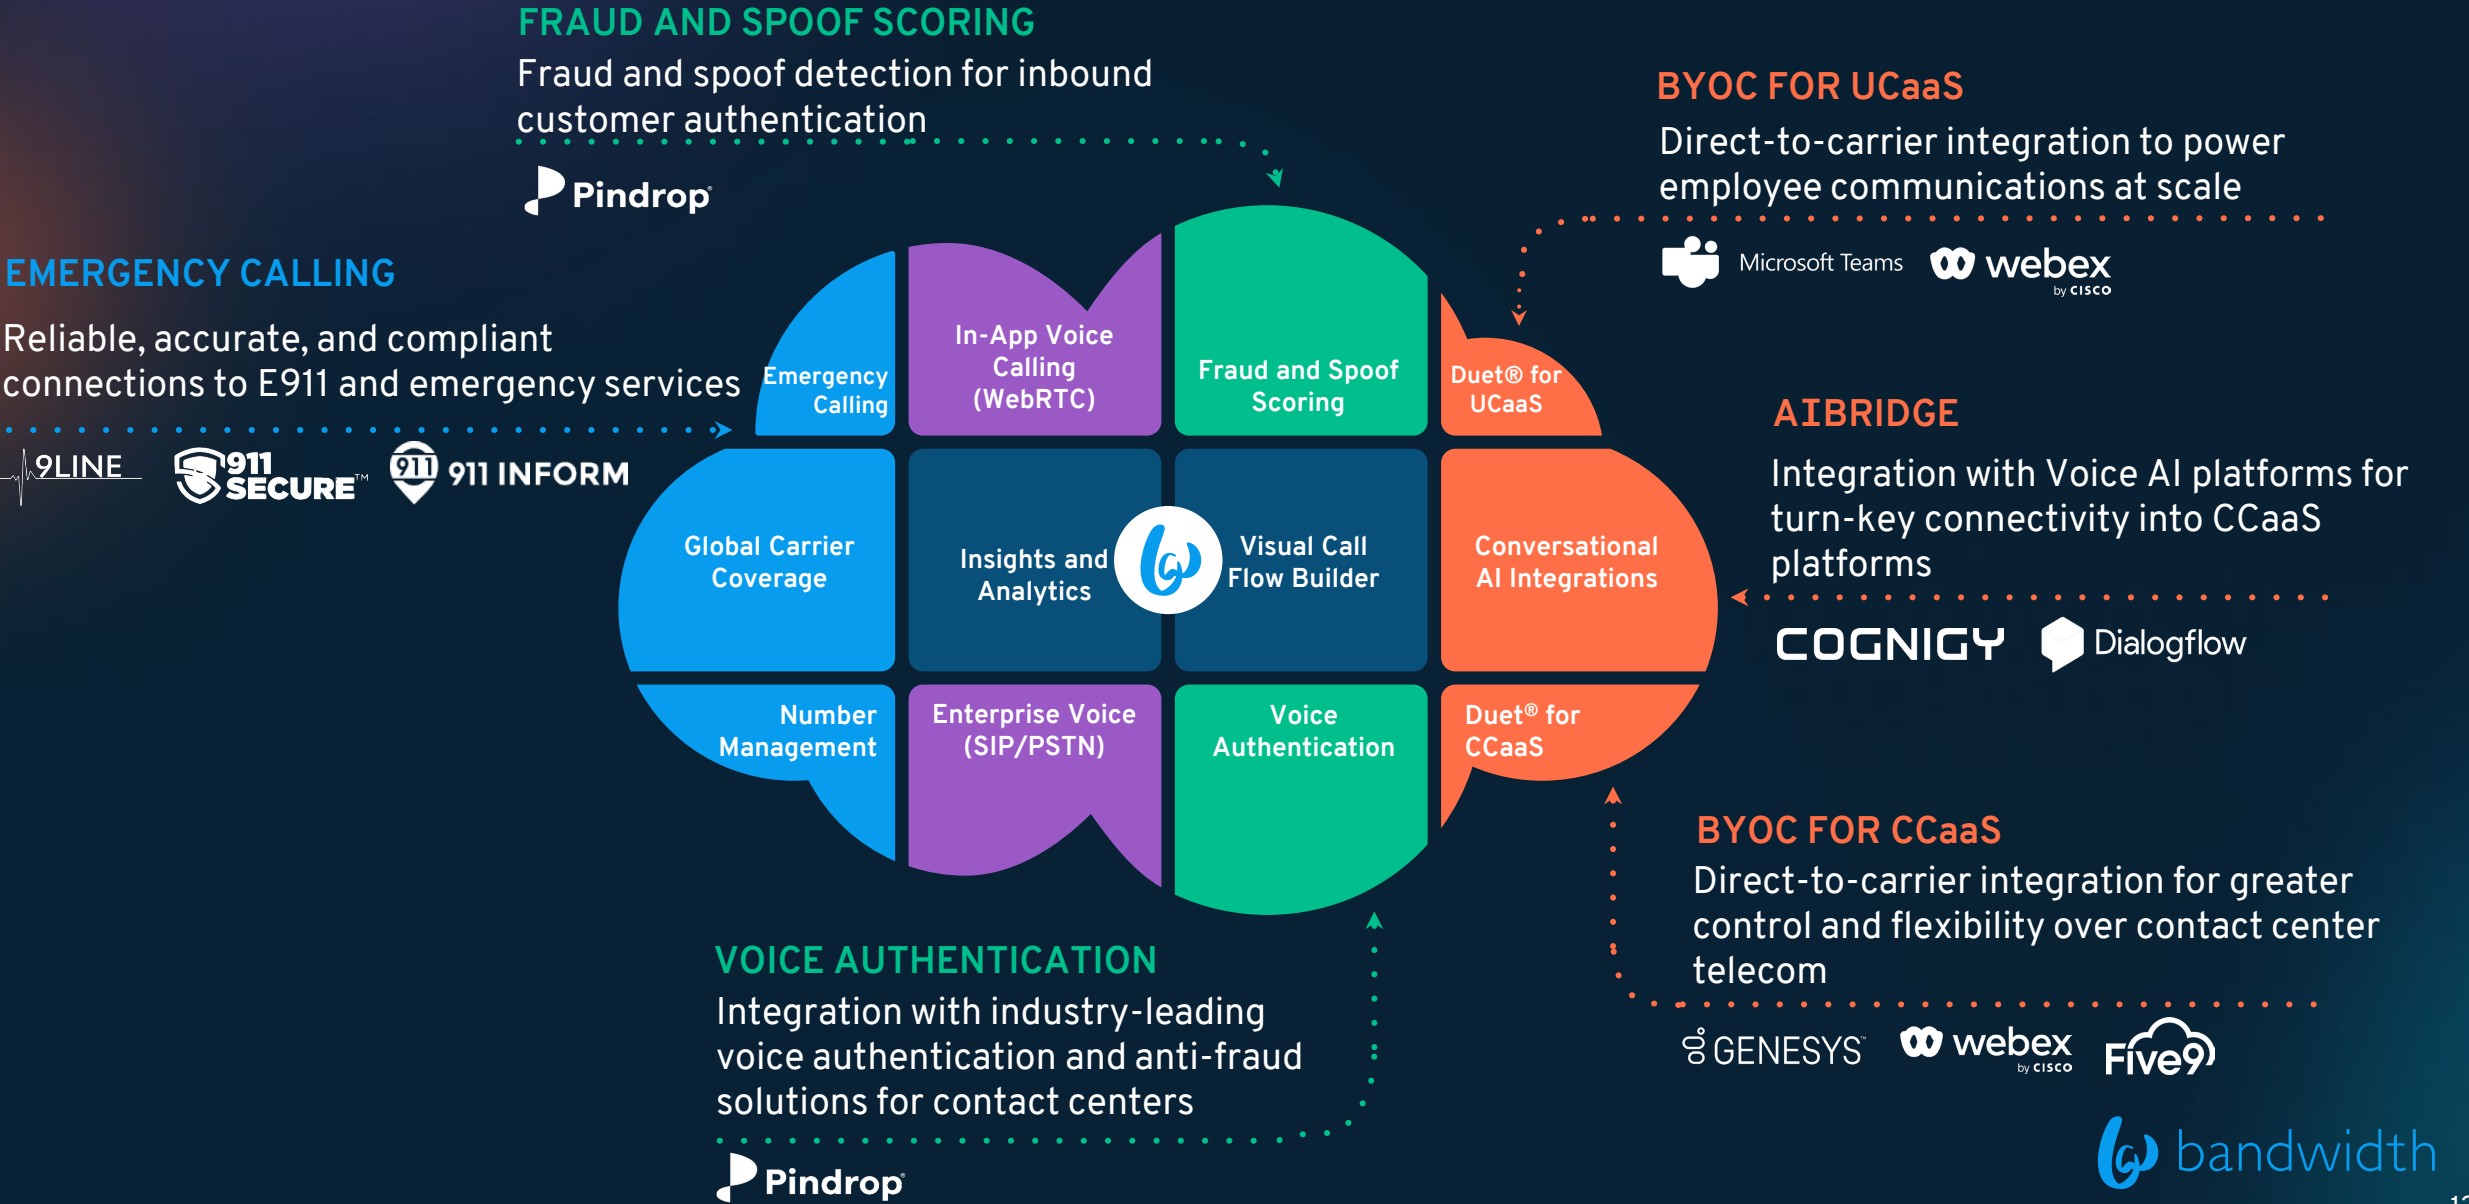 FRAUD AND SPOOF SCORING
Fraud and spoof detection for inbound
customer authentication
Pindrop®
BYOC FOR UCaaS
Direct-to-carrier integration to power
employee communications at scale
Microsoft Teams
webex
by CISCO
EMERGENCY CALLING
Reliable, accurate, and compliant
connections to E911 and emergency services
9LINE
911
SECURE™
911
911 INFORM
Emergency
Calling
In-App Voice
Calling
(WebRTC)
Fraud and Spoof
Scoring
Duet® for
UCaaS
Global Carrier
Coverage
Insights and
Analytics
Visual Call
Flow Builder
Conversational
AI Integrations
Number
Management
Enterprise Voice
(SIP/PSTN)
Voice
Authentication
Duet® for
CCaaS
AIBRIDGE
Integration with Voice AI platforms for
turn-key connectivity into CCaaS
platforms
COGNIGY
Dialogflow
BYOC FOR CCaaS
Direct-to-carrier integration for greater
control and flexibility over contact center
telecom
GENESYS™
webex
by CISCO
Five9
VOICE AUTHENTICATION
Integration with industry-leading
voice authentication and anti-fraud
solutions for contact centers
Pindrop®
bandwidth